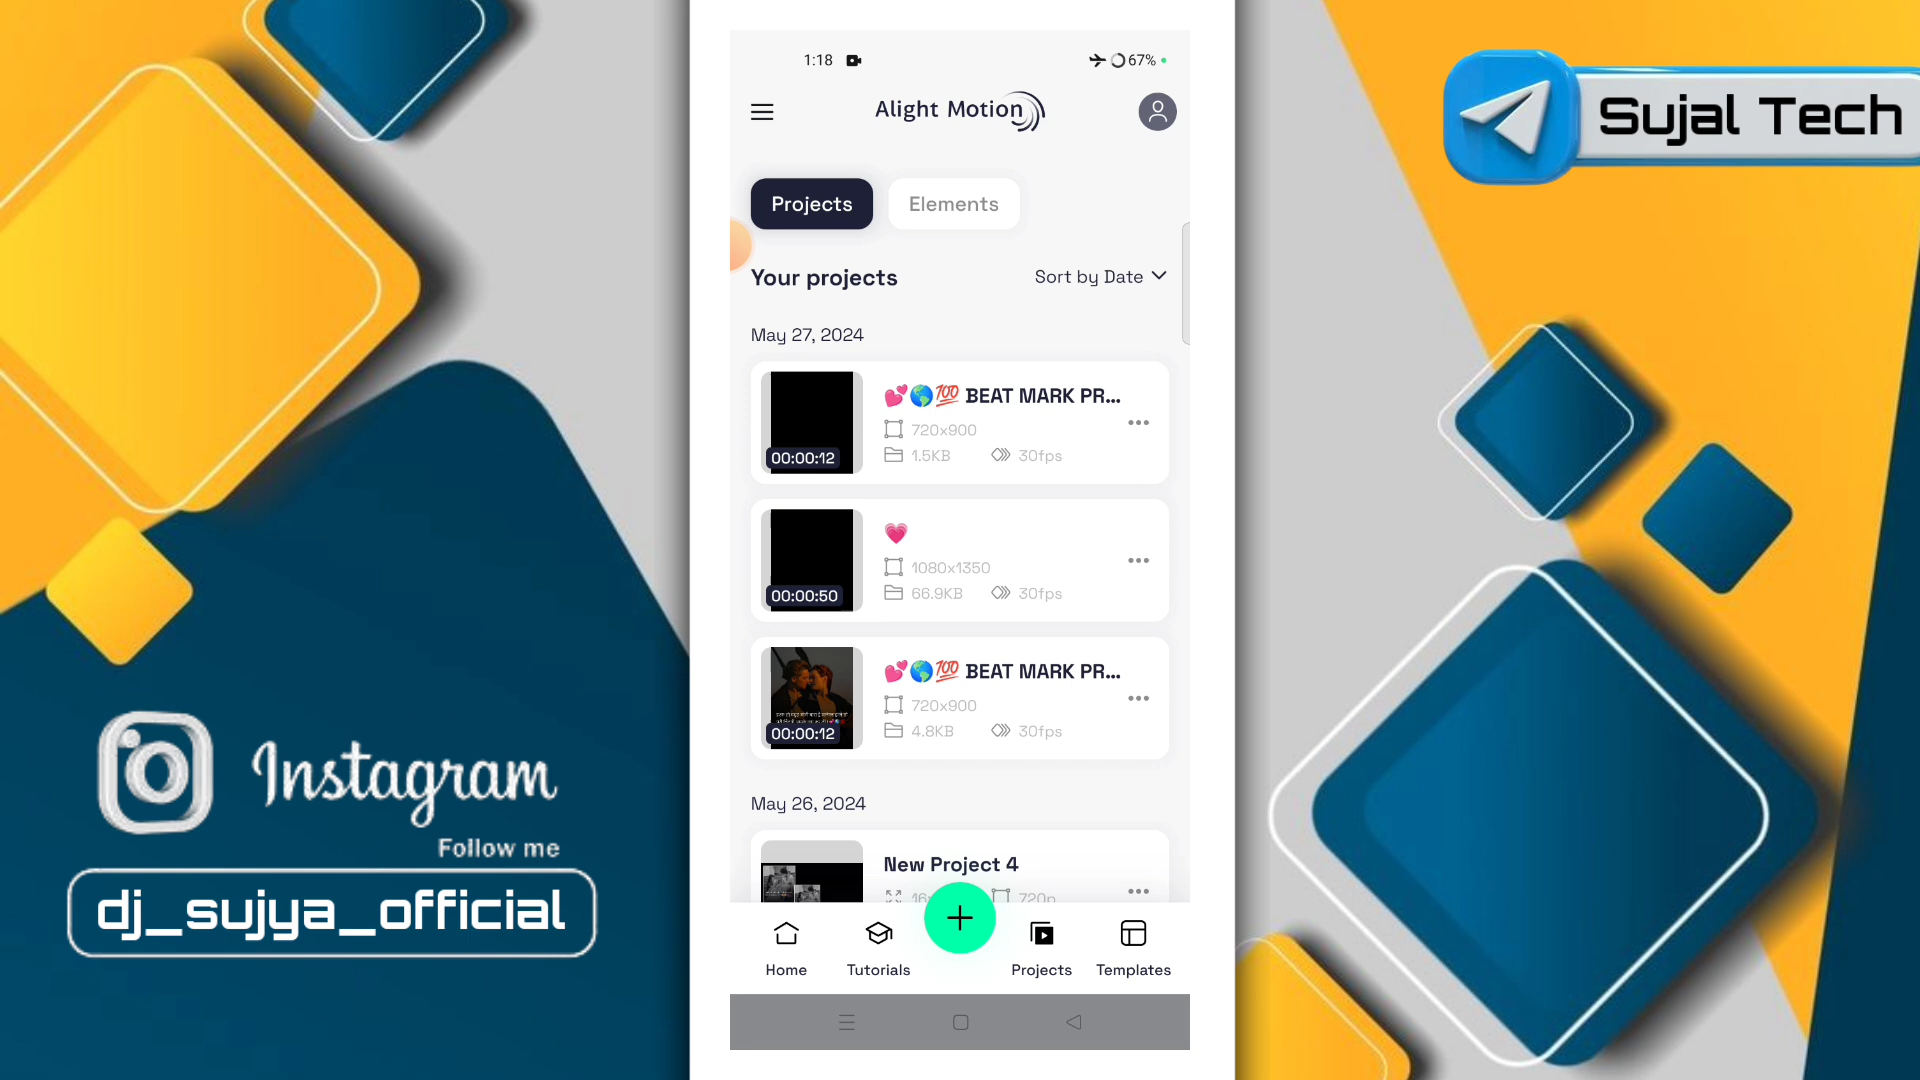 1:18
67%
Alight Motion
Projects
Elements
Your projects
Sort by Date
May 27, 2024
💕🌎💯 BEAT MARK PR...
720x900
1.5KB
30fps
00:00:12
💗
1080x1350
66.9KB
30fps
00:00:50
💕🌎💯 BEAT MARK PR...
720x900
4.8KB
30fps
00:00:12
May 26, 2024
New Project 4
720p
Home
Tutorials
Projects
Templates
Instagram
Follow me
dj_sujya_official
Sujal Tech